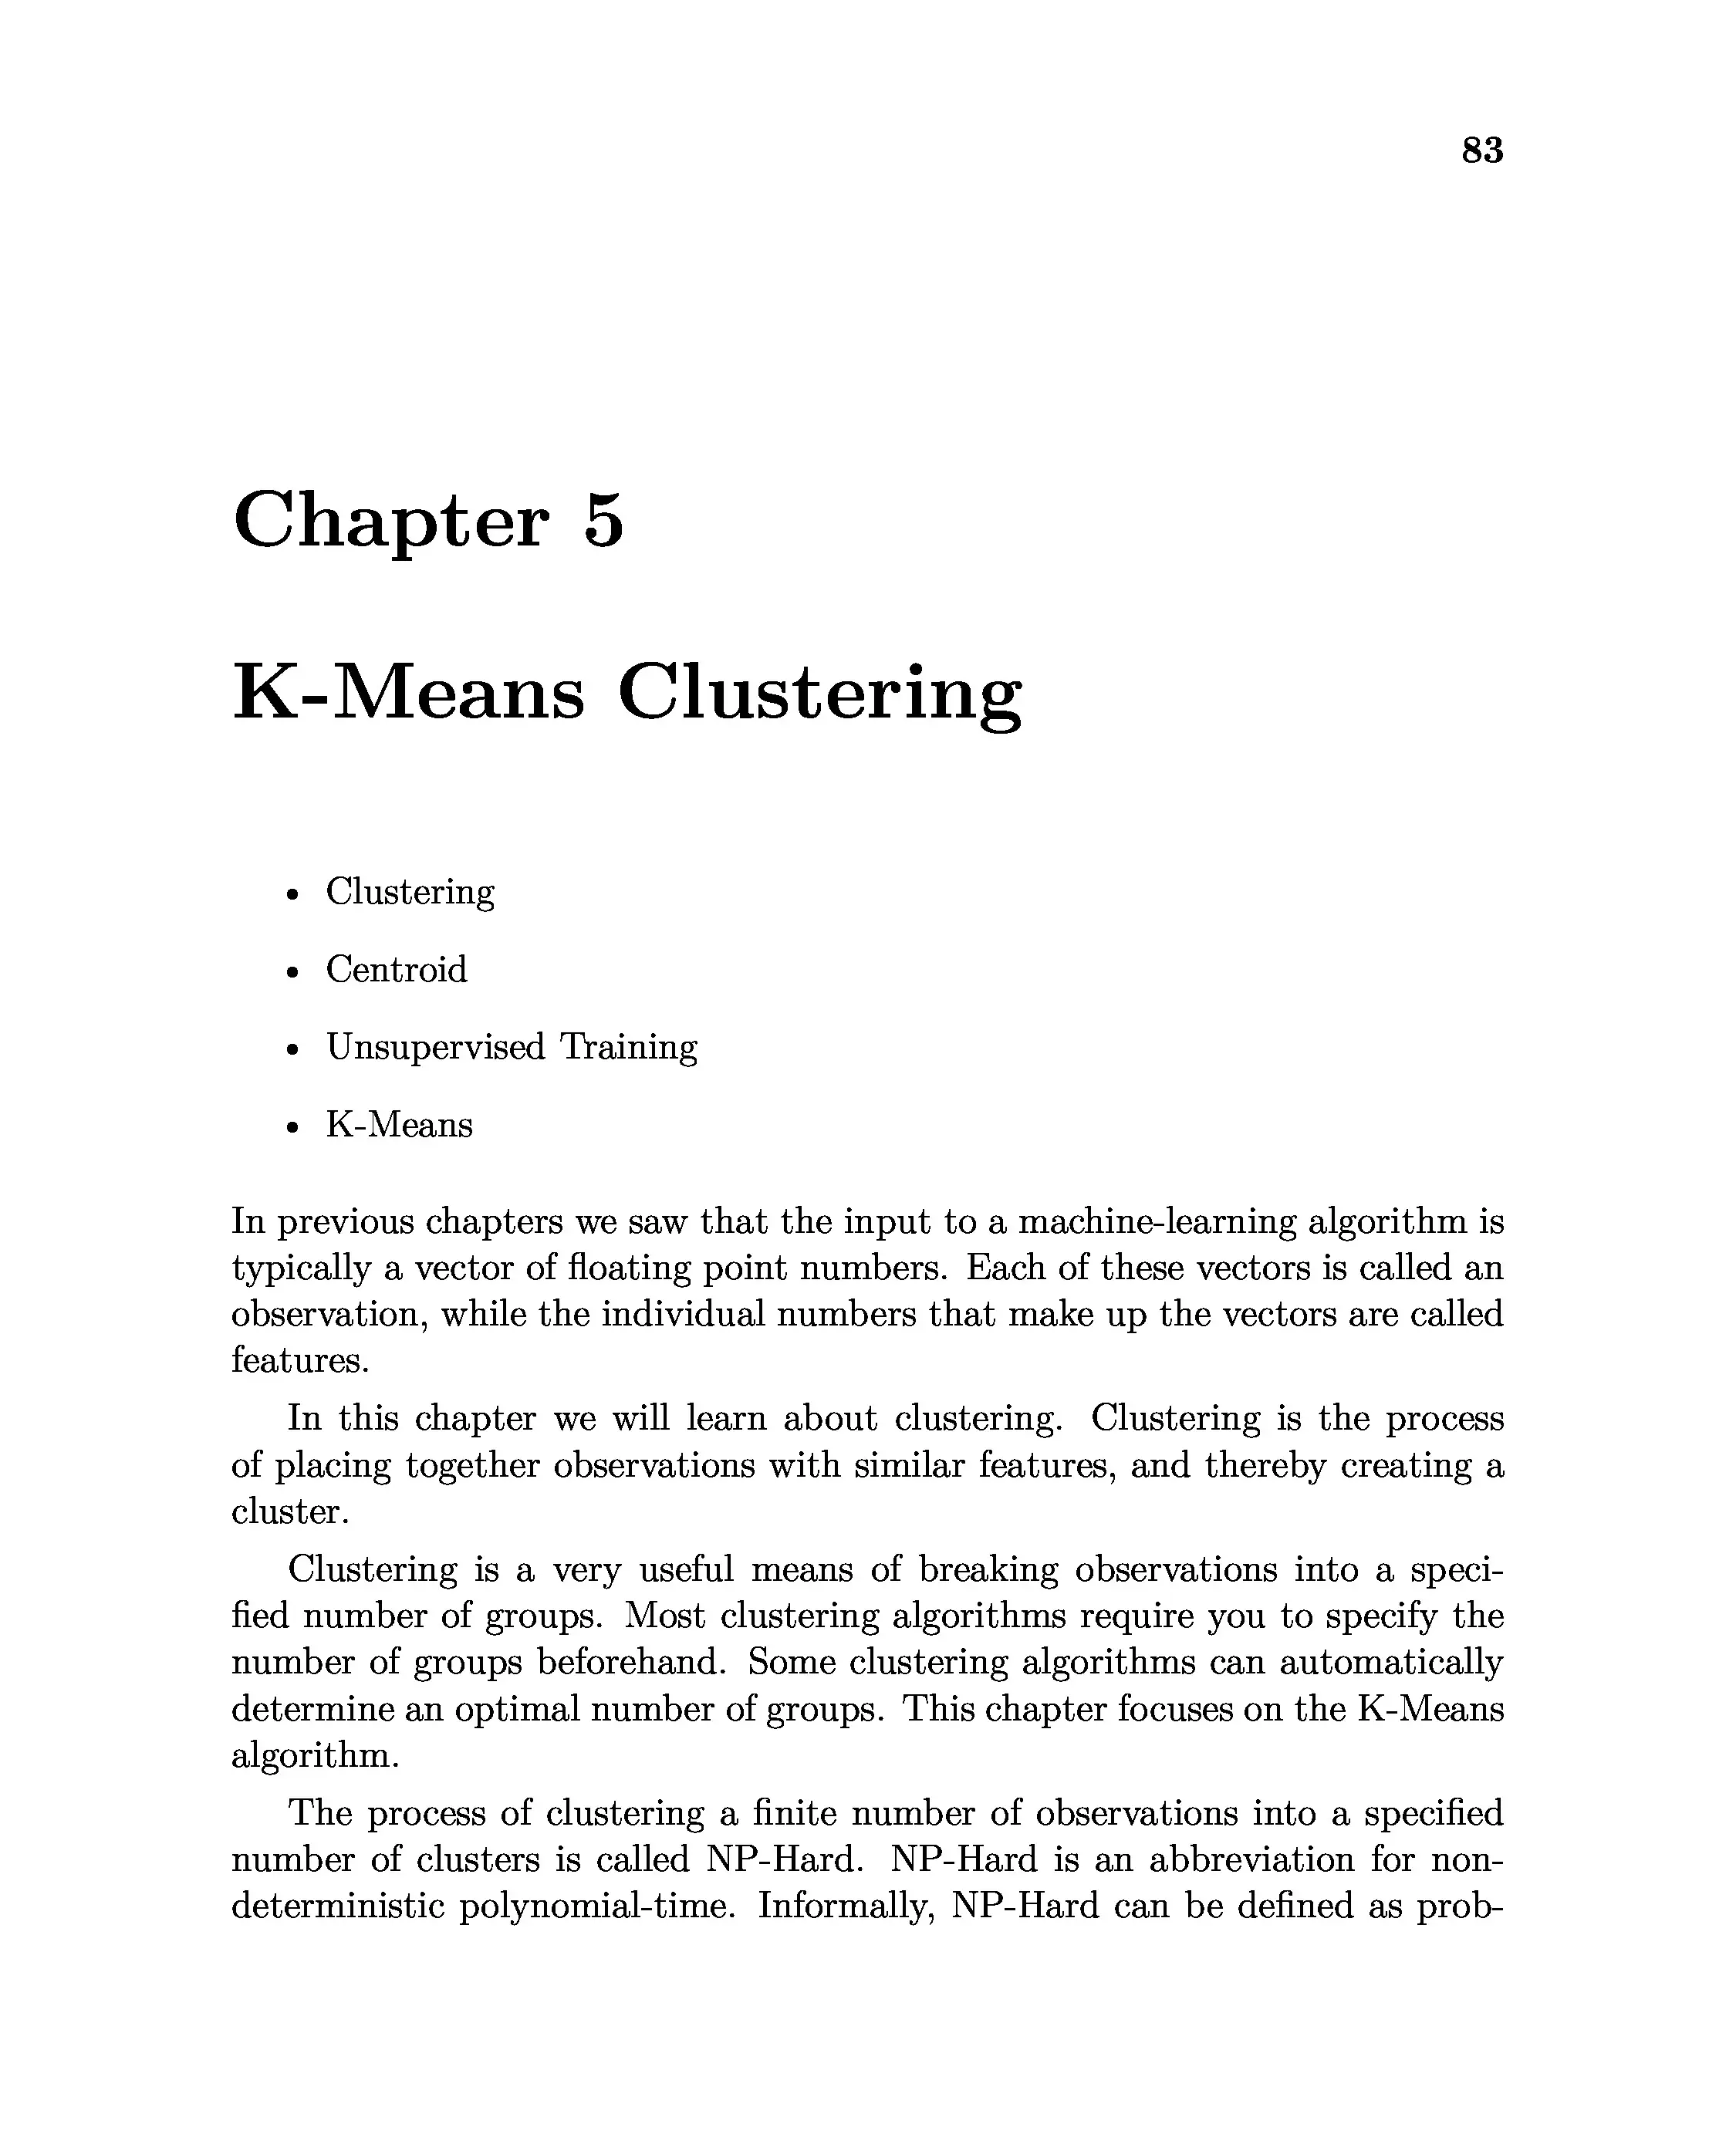 83
Chapter 5
K-Means Clustering
• Clustering
• Centroid
• Unsupervised Training
• K-Means
In previous chapters we saw that the input to a machine-learning algorithm is
typically a vector of floating point numbers. Each of these vectors is called an
observation, while the individual numbers that make up the vectors are called
features.
In this chapter we will learn about clustering. Clustering is the process
of placing together observations with similar features, and thereby creating a
cluster.
Clustering is a very useful means of breaking observations into a speci-
fied number of groups. Most clustering algorithms require you to specify the
number of groups beforehand. Some clustering algorithms can automatically
determine an optimal number of groups. This chapter focuses on the K-Means
algorithm.
The process of clustering a finite number of observations into a specified
number of clusters is called NP-Hard. NP-Hard is an abbreviation for non-
deterministic polynomial-time. Informally, NP-Hard can be defined as prob-